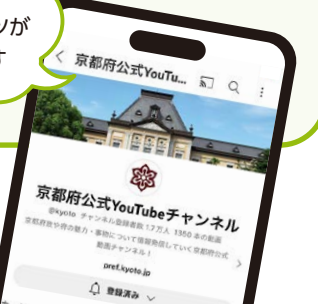 ツが
す
京都府公式YouTu...
京都府公式YouTubeチャンネル
@kyoto チャンネル登録者数 1.7万人 1350 本の動画
京都府政や府の魅力・事物について情報発信していく京都府公式
動画チャンネル!
pref.kyoto.jp
登録済み